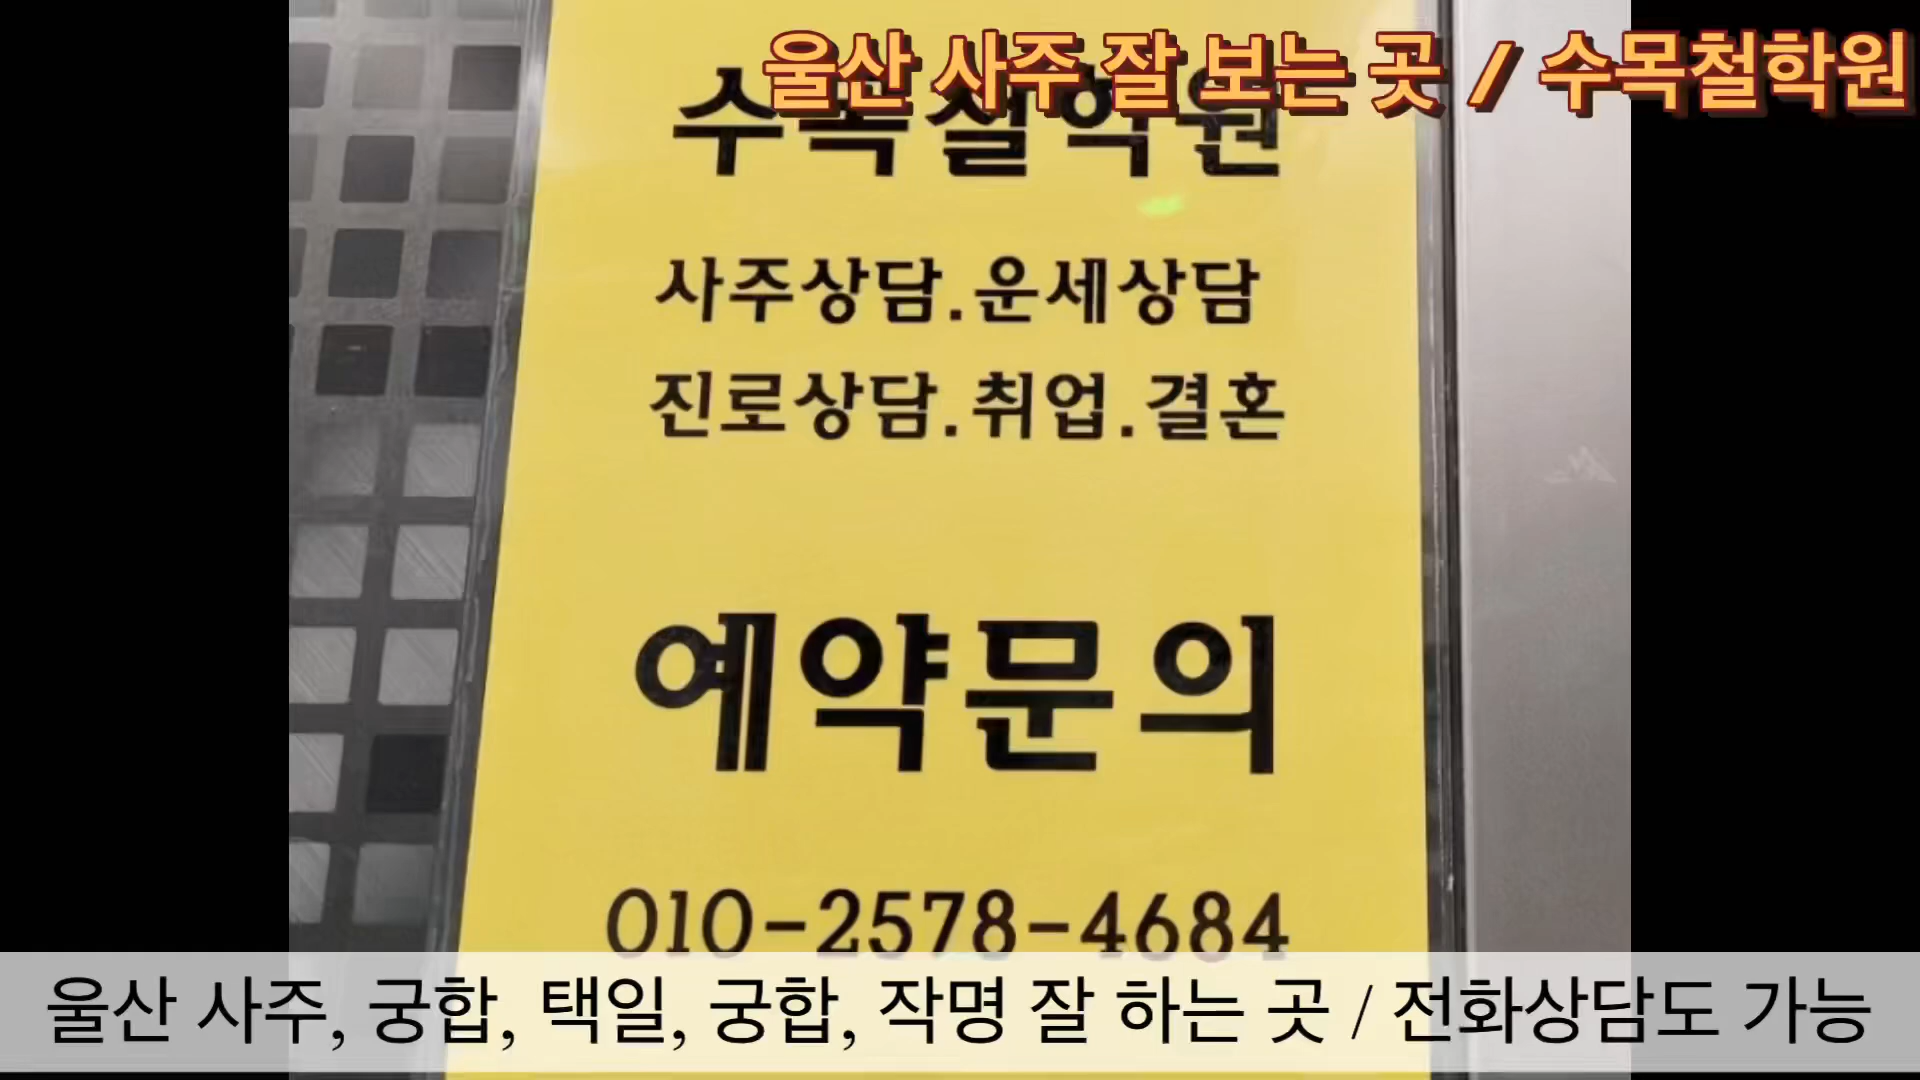 울산 사주 잘 보는 곳 / 수목철학원
수목철학원
사주상담.운세상담
진로상담.취업.결혼
예약문의
010-2578-4684
울산 사주, 궁합, 택일, 궁합, 작명 잘 하는 곳 / 전화상담도 가능